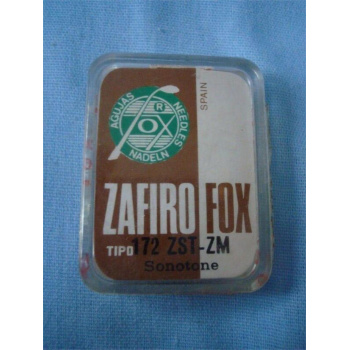 AGUJAS NEEDLES NADELN
R
FOX
SPAIN
ZAFIRO FOX
TIPO 172 ZST-ZM
Sonotone